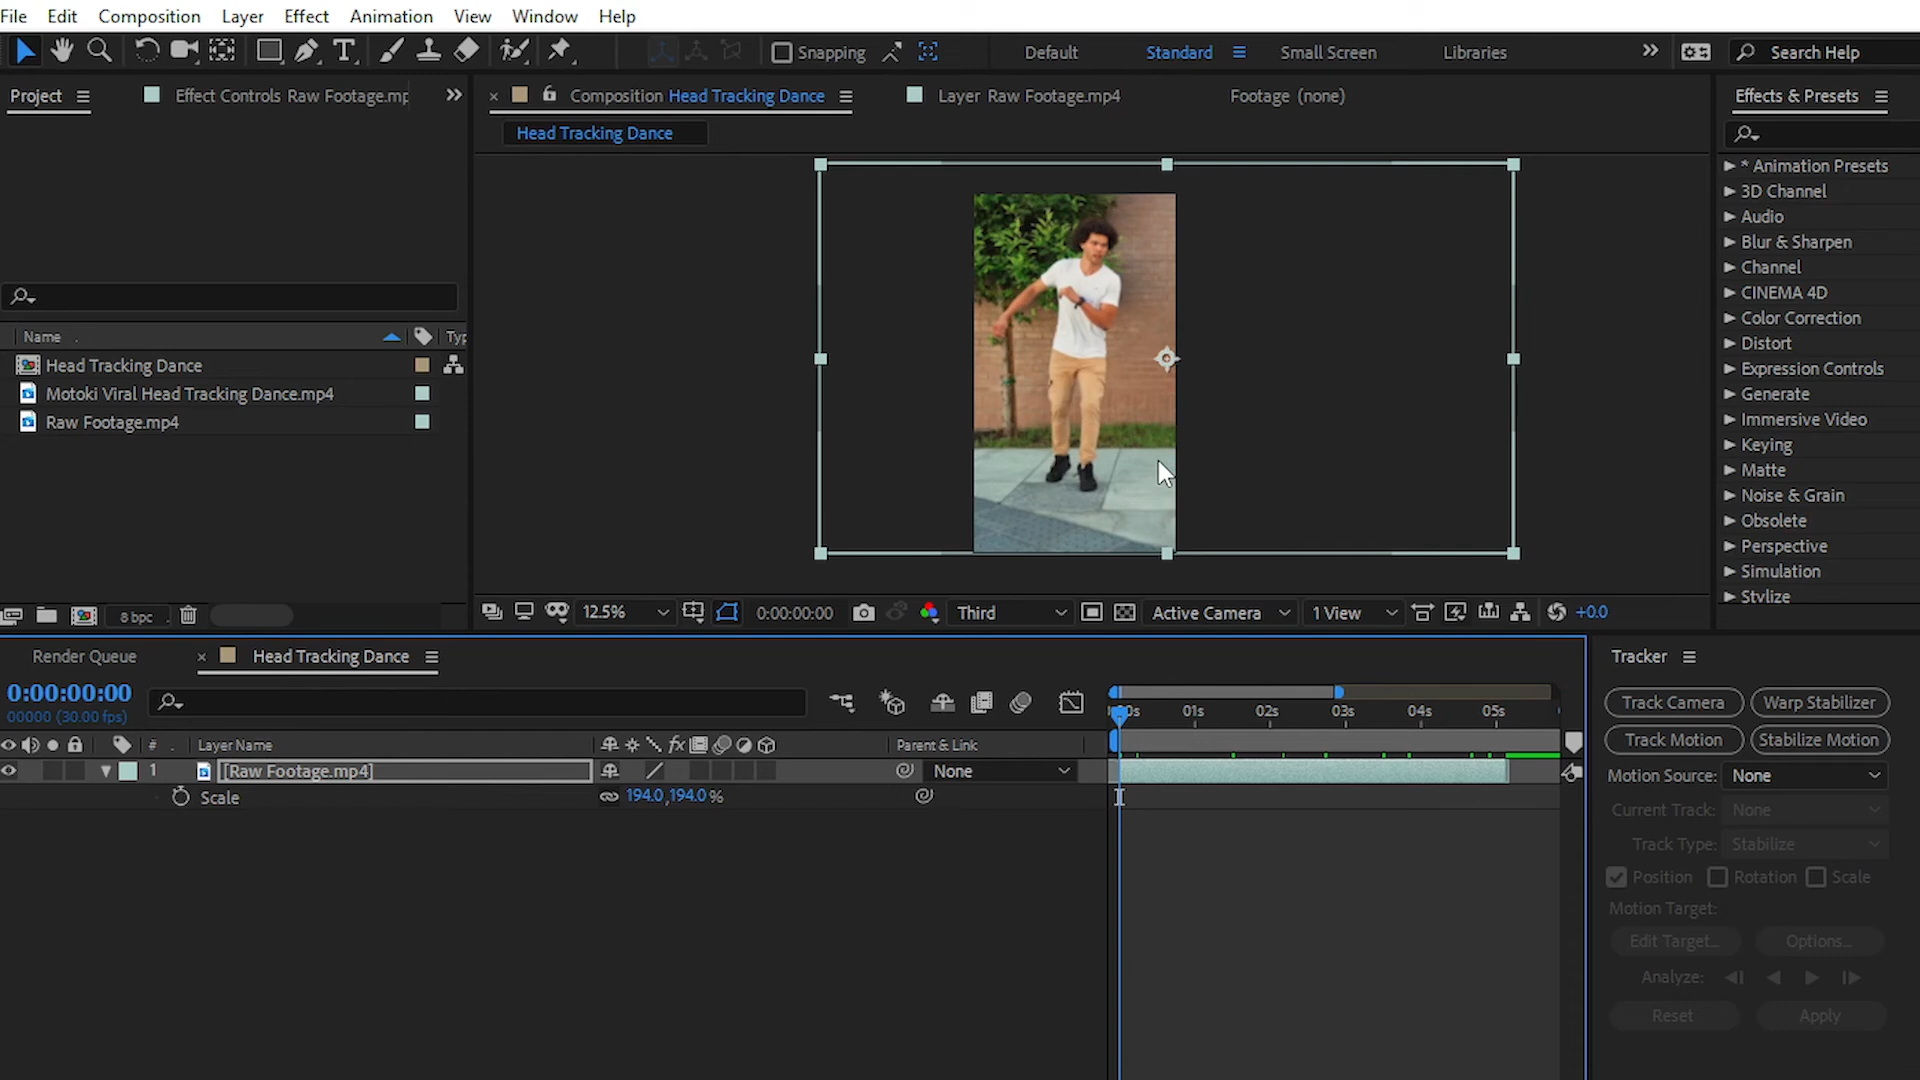 File Edit Composition Layer Effect Animation View Window Help
Snapping Default Standard Small Screen Libraries Search Help
Project Effect Controls Raw Footage.mp
Composition Head Tracking Dance Layer Raw Footage.mp4 Footage (none)
Effects & Presets
Head Tracking Dance
* Animation Presets
3D Channel
Audio
Blur & Sharpen
Channel
CINEMA 4D
Color Correction
Distort
Expression Controls
Generate
Immersive Video
Keying
Matte
Noise & Grain
Obsolete
Perspective
Simulation
Stylize
Name Typ
Head Tracking Dance
Motoki Viral Head Tracking Dance.mp4
Raw Footage.mp4
8 bpc
12.5% 0:00:00:00 Third Active Camera 1 View +0.0
Render Queue Head Tracking Dance
0:00:00:00
00000 (30.00 fps)
01s 02s 03s 04s 05s
# Layer Name fx Parent & Link
1 [Raw Footage.mp4] None
Scale 194.0,194.0%
Tracker
Track Camera Warp Stabilizer
Track Motion Stabilize Motion
Motion Source: None
Current Track: None
Track Type: Stabilize
Position Rotation Scale
Motion Target:
Edit Target... Options...
Analyze:
Reset Apply